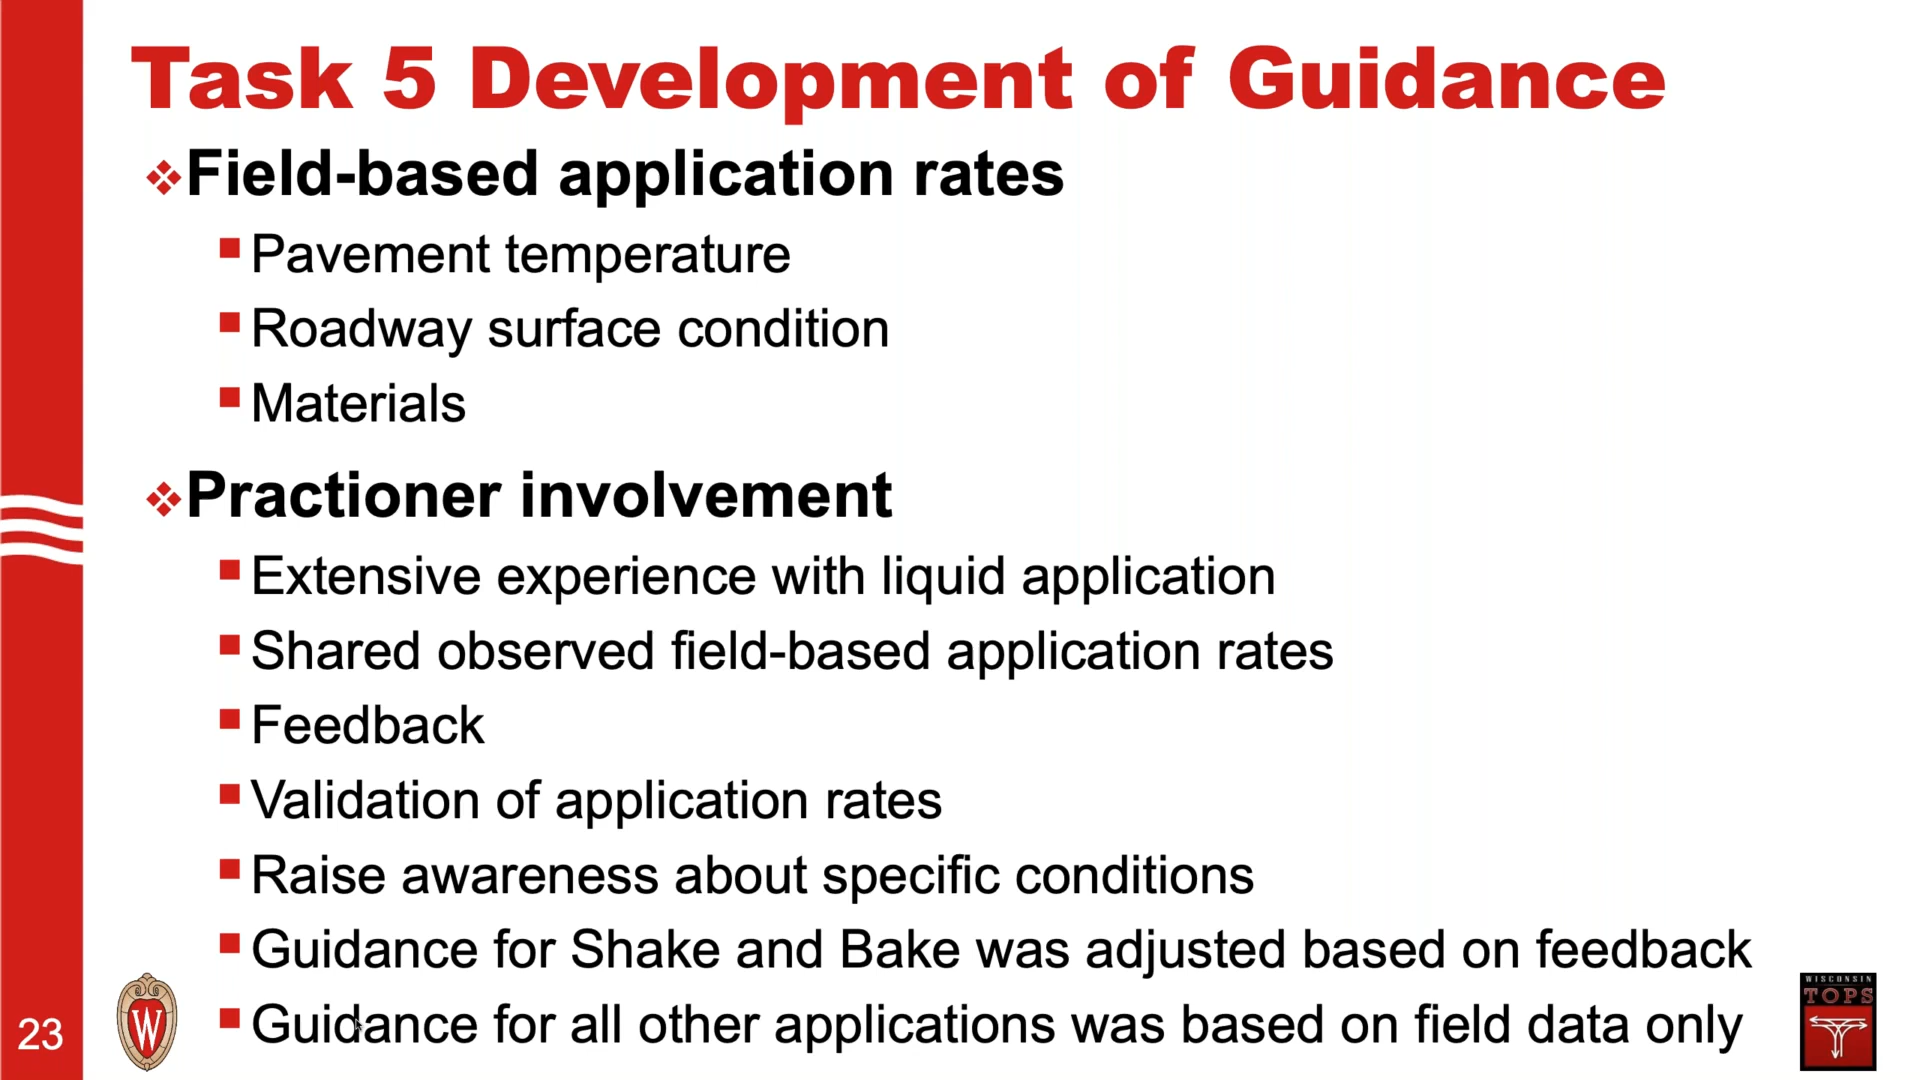 Task 5 Development of Guidance
Field-based application rates
Pavement temperature
Roadway surface condition
Materials
Practioner involvement
Extensive experience with liquid application
Shared observed field-based application rates
Feedback
Validation of application rates
Raise awareness about specific conditions
Guidance for Shake and Bake was adjusted based on feedback
Guidance for all other applications was based on field data only
23
W
WISCONSIN
TOPS